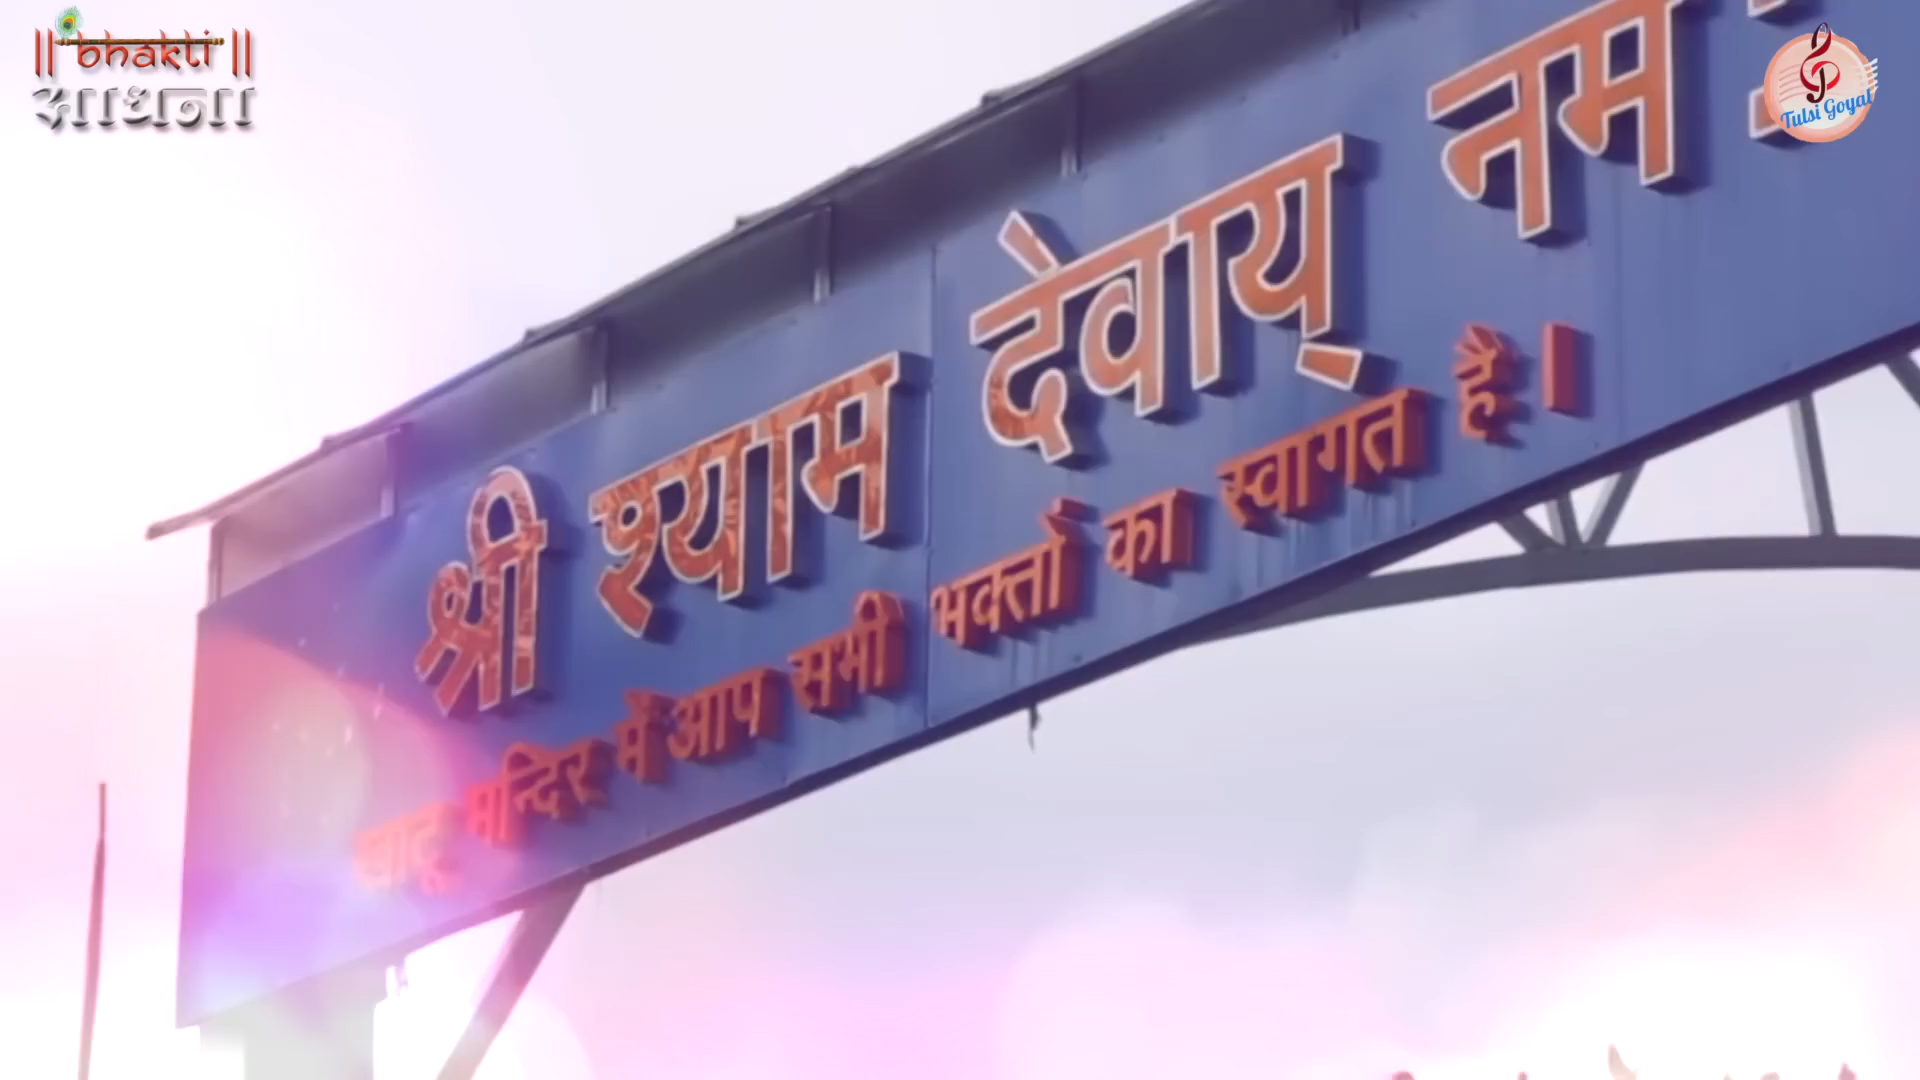 || bhakti ||
साधना
Tulsi Goyal
श्री श्याम देवाय् नमः
खाटू मन्दिर में आप सभी भक्तों का स्वागत है।